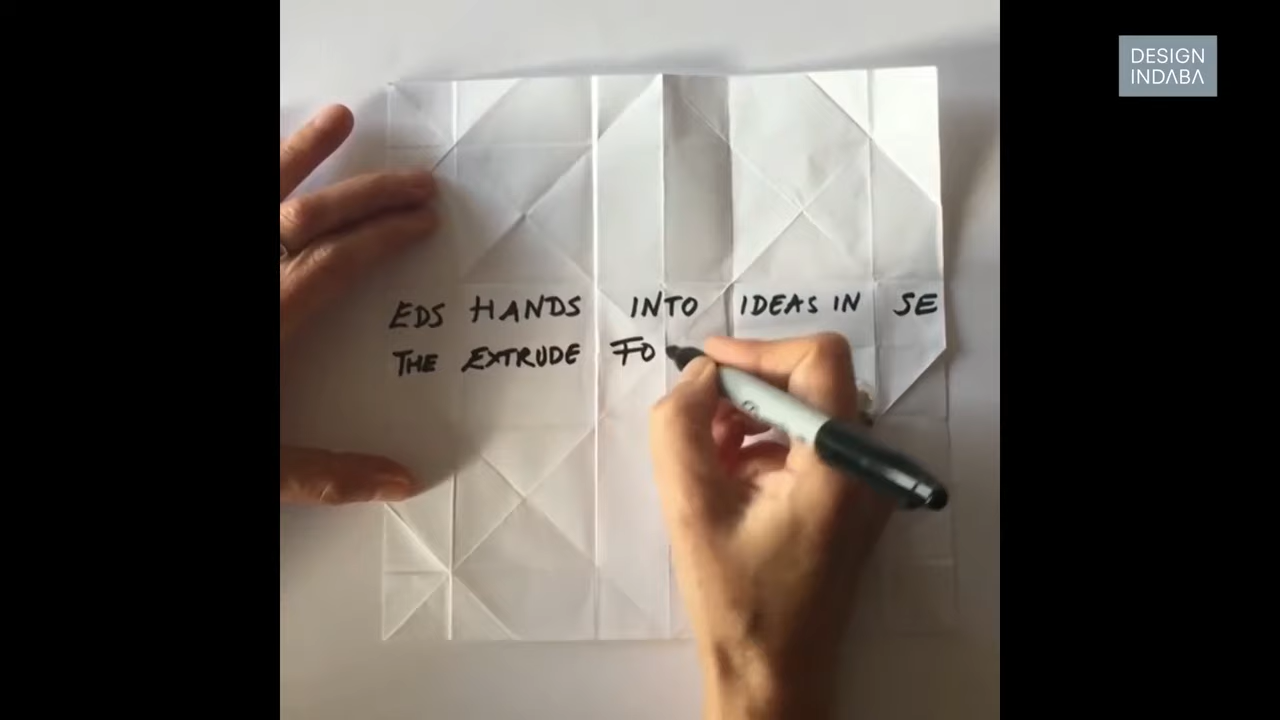 DESIGN
INDABA
EDS HANDS INTO IDEAS IN SE
THE EXTRUDE FO